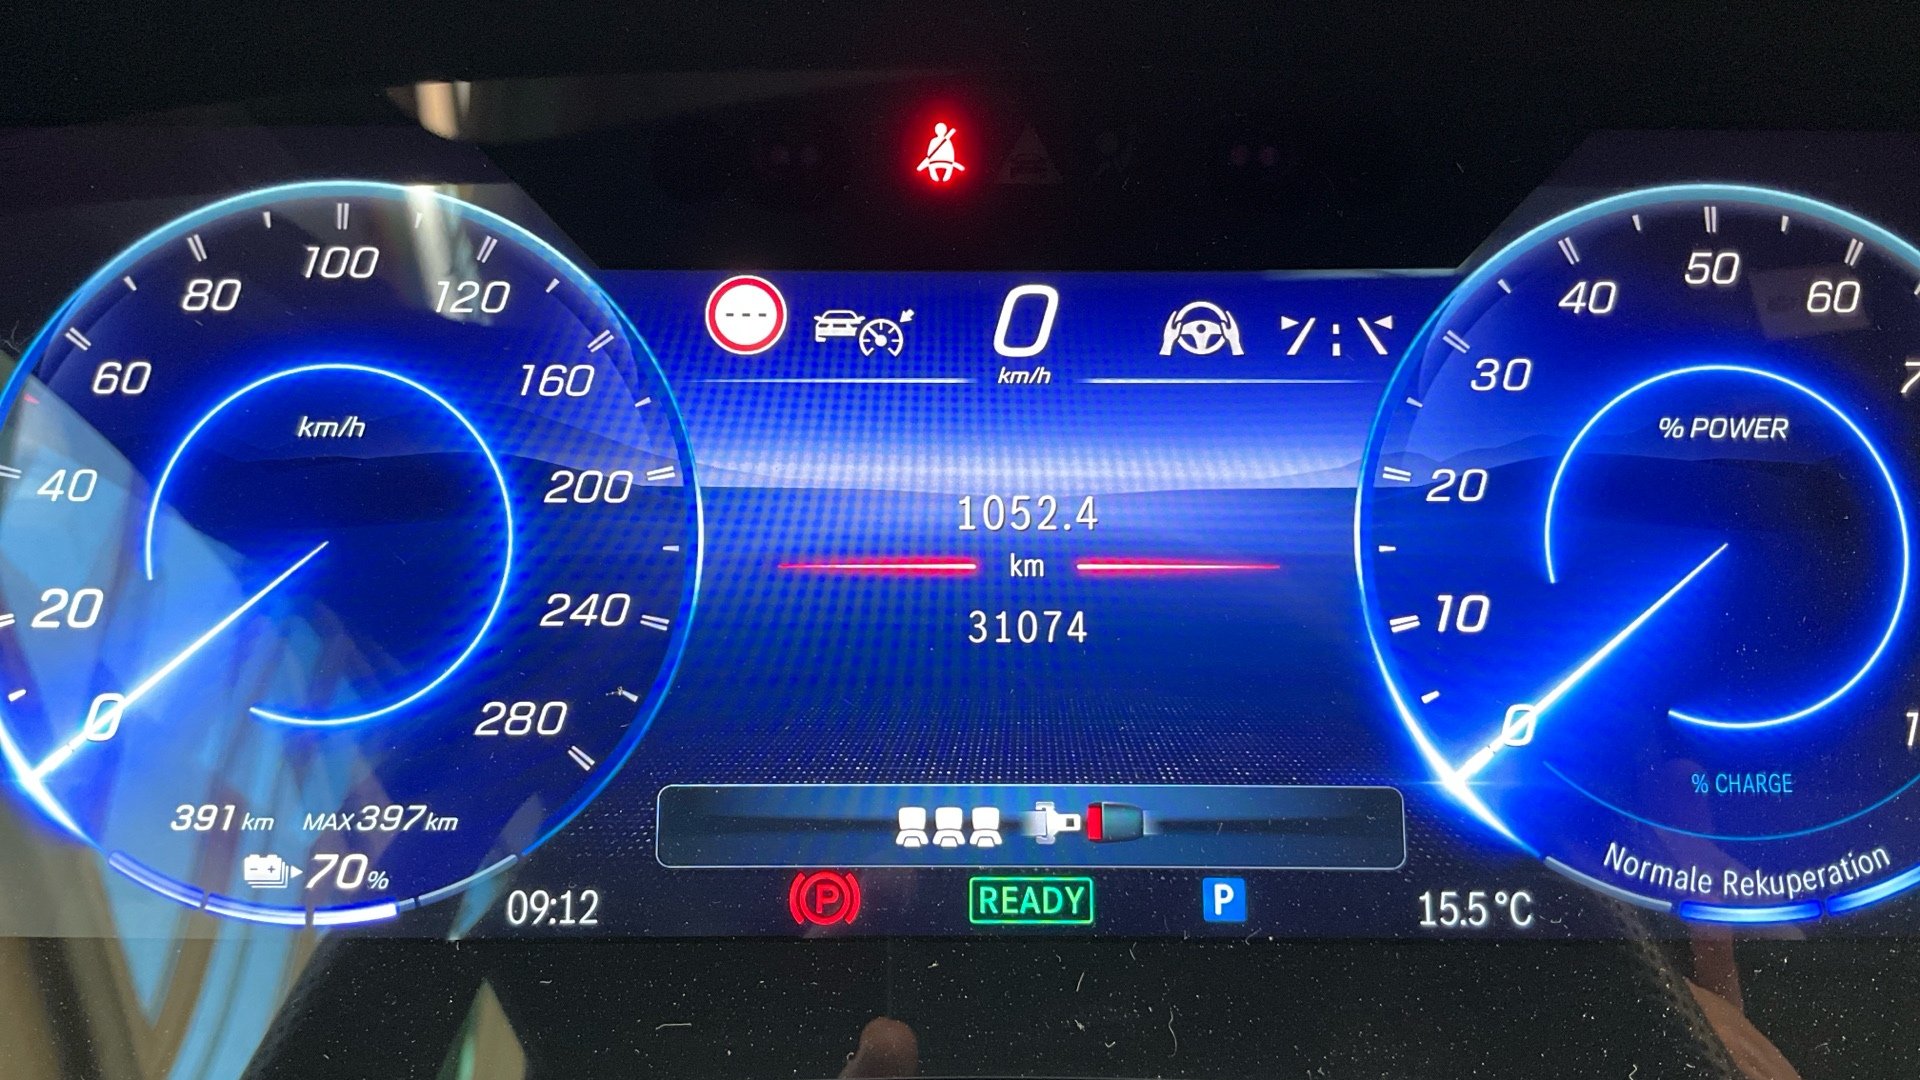 80
100
120
60
160
km/h
40
200
20
240
0
280
391 km MAX 397 km
70%
09:12
---
0
km/h
1052.4
km
31074
P
READY
P
15.5°C
50
40
60
30
% POWER
20
10
0
% CHARGE
Normale Rekuperation